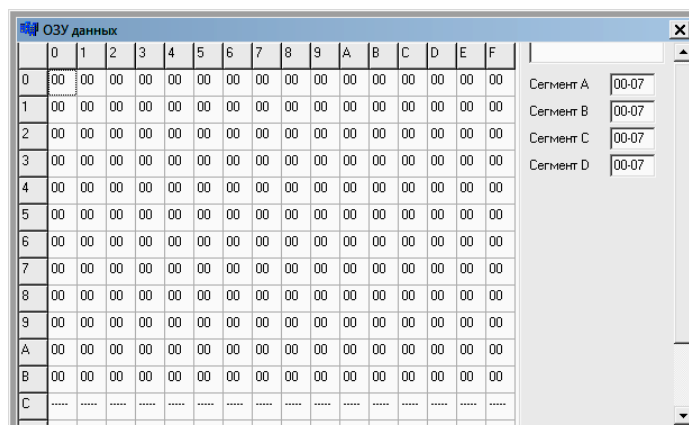 ОЗУ данных
0 1 2 3 4 5 6 7 8 9 A B C D E F
0 00 00 00 00 00 00 00 00 00 00 00 00 00 00 00 00
1 00 00 00 00 00 00 00 00 00 00 00 00 00 00 00 00
2 00 00 00 00 00 00 00 00 00 00 00 00 00 00 00 00
3 00 00 00 00 00 00 00 00 00 00 00 00 00 00 00 00
4 00 00 00 00 00 00 00 00 00 00 00 00 00 00 00 00
5 00 00 00 00 00 00 00 00 00 00 00 00 00 00 00 00
6 00 00 00 00 00 00 00 00 00 00 00 00 00 00 00 00
7 00 00 00 00 00 00 00 00 00 00 00 00 00 00 00 00
8 00 00 00 00 00 00 00 00 00 00 00 00 00 00 00 00
9 00 00 00 00 00 00 00 00 00 00 00 00 00 00 00 00
A 00 00 00 00 00 00 00 00 00 00 00 00 00 00 00 00
B 00 00 00 00 00 00 00 00 00 00 00 00 00 00 00 00
C ----- ----- ----- ----- ----- ----- ----- ----- ----- ----- ----- ----- ----- ----- ----- -----
Сегмент A 00-07
Сегмент B 00-07
Сегмент C 00-07
Сегмент D 00-07